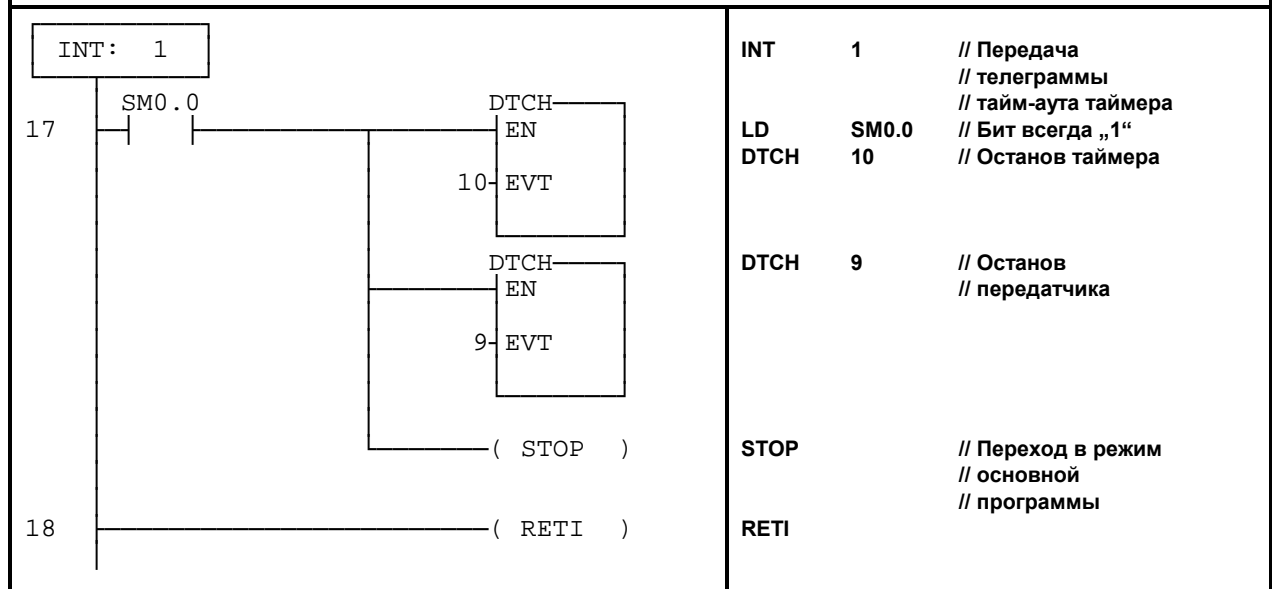 INT: 1
SM0.0
17
DTCH
EN
10 EVT
DTCH
EN
9 EVT
( STOP )
18
( RETI )
INT 1 // Передача
// телеграммы
// тайм-аута таймера
LD SM0.0 // Бит всегда „1“
DTCH 10 // Останов таймера
DTCH 9 // Останов
// передатчика
STOP // Переход в режим
// основной
// программы
RETI